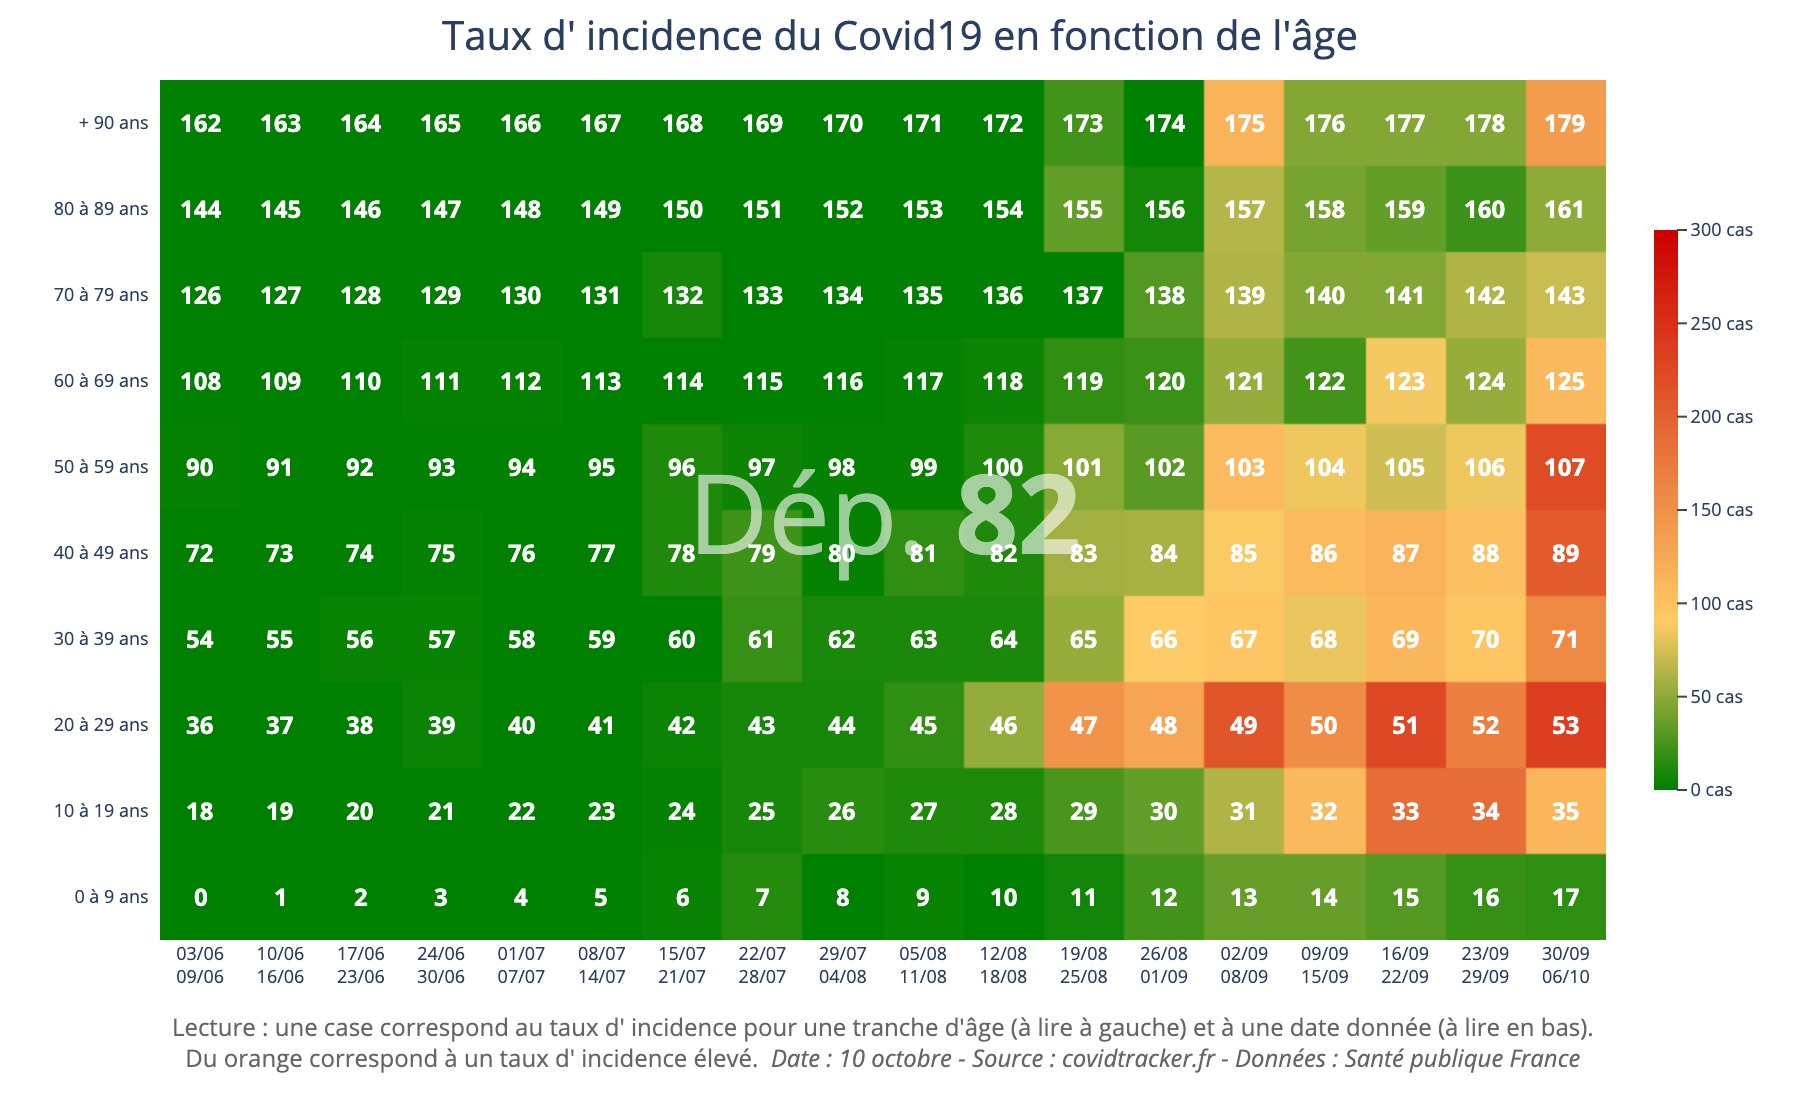 Taux d' incidence du Covid19 en fonction de l'âge
+ 90 ans 162 163 164 165 166 167 168 169 170 171 172 173 174 175 176 177 178 179
80 à 89 ans 144 145 146 147 148 149 150 151 152 153 154 155 156 157 158 159 160 161
300 cas
70 à 79 ans 126 127 128 129 130 131 132 133 134 135 136 137 138 139 140 141 142 143
250 cas
60 à 69 ans 108 109 110 111 112 113 114 115 116 117 118 119 120 121 122 123 124 125
200 cas
50 à 59 ans 90 91 92 93 94 95 96 97 98 99 100 101 102 103 104 105 106 107
Dép. 82
150 cas
40 à 49 ans 72 73 74 75 76 77 78 79 80 81 82 83 84 85 86 87 88 89
100 cas
30 à 39 ans 54 55 56 57 58 59 60 61 62 63 64 65 66 67 68 69 70 71
50 cas
20 à 29 ans 36 37 38 39 40 41 42 43 44 45 46 47 48 49 50 51 52 53
0 cas
10 à 19 ans 18 19 20 21 22 23 24 25 26 27 28 29 30 31 32 33 34 35
0 à 9 ans 0 1 2 3 4 5 6 7 8 9 10 11 12 13 14 15 16 17
03/06 10/06 17/06 24/06 01/07 08/07 15/07 22/07 29/07 05/08 12/08 19/08 26/08 02/09 09/09 16/09 23/09 30/09
09/06 16/06 23/06 30/06 07/07 14/07 21/07 28/07 04/08 11/08 18/08 25/08 01/09 08/09 15/09 22/09 29/09 06/10
Lecture : une case correspond au taux d' incidence pour une tranche d'âge (à lire à gauche) et à une date donnée (à lire en bas).
Du orange correspond à un taux d' incidence élevé. Date : 10 octobre - Source : covidtracker.fr - Données : Santé publique France